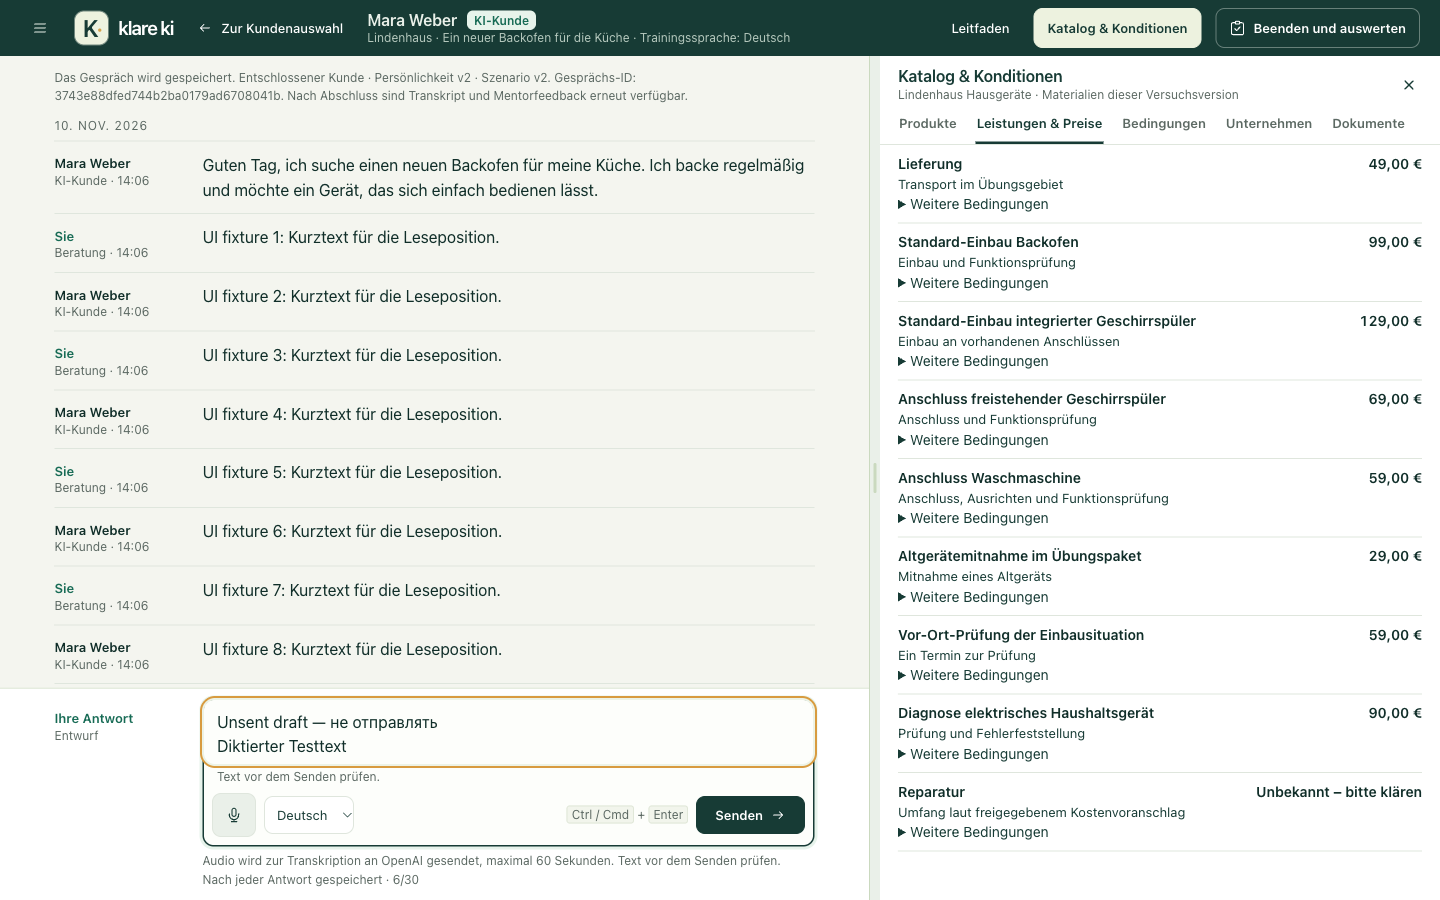 K.
klare ki
← Zur Kundenauswahl
Mara Weber KI-Kunde
Lindenhaus · Ein neuer Backofen für die Küche · Trainingssprache: Deutsch
Leitfaden
Katalog & Konditionen
Beenden und auswerten
Das Gespräch wird gespeichert. Entschlossener Kunde · Persönlichkeit v2 · Szenario v2. Gesprächs-ID:
3743e88dfed744b2ba0179ad6708041b. Nach Abschluss sind Transkript und Mentorfeedback erneut verfügbar.
10. NOV. 2026
Mara Weber
KI-Kunde · 14:06
Guten Tag, ich suche einen neuen Backofen für meine Küche. Ich backe regelmäßig
und möchte ein Gerät, das sich einfach bedienen lässt.
Sie
Beratung · 14:06
UI fixture 1: Kurztext für die Leseposition.
Mara Weber
KI-Kunde · 14:06
UI fixture 2: Kurztext für die Leseposition.
Sie
Beratung · 14:06
UI fixture 3: Kurztext für die Leseposition.
Mara Weber
KI-Kunde · 14:06
UI fixture 4: Kurztext für die Leseposition.
Sie
Beratung · 14:06
UI fixture 5: Kurztext für die Leseposition.
Mara Weber
KI-Kunde · 14:06
UI fixture 6: Kurztext für die Leseposition.
Sie
Beratung · 14:06
UI fixture 7: Kurztext für die Leseposition.
Mara Weber
KI-Kunde · 14:06
UI fixture 8: Kurztext für die Leseposition.
Ihre Antwort
Entwurf
Unsent draft — не отправлять
Diktierter Testtext
Text vor dem Senden prüfen.
Deutsch
Ctrl / Cmd + Enter
Senden →
Audio wird zur Transkription an OpenAI gesendet, maximal 60 Sekunden. Text vor dem Senden prüfen.
Nach jeder Antwort gespeichert · 6/30
Katalog & Konditionen
Lindenhaus Hausgeräte · Materialien dieser Versuchsversion
Produkte Leistungen & Preise Bedingungen Unternehmen Dokumente
Lieferung 49,00 €
Transport im Übungsgebiet
Weitere Bedingungen
Standard-Einbau Backofen 99,00 €
Einbau und Funktionsprüfung
Weitere Bedingungen
Standard-Einbau integrierter Geschirrspüler 129,00 €
Einbau an vorhandenen Anschlüssen
Weitere Bedingungen
Anschluss freistehender Geschirrspüler 69,00 €
Anschluss und Funktionsprüfung
Weitere Bedingungen
Anschluss Waschmaschine 59,00 €
Anschluss, Ausrichten und Funktionsprüfung
Weitere Bedingungen
Altgerätemitnahme im Übungspaket 29,00 €
Mitnahme eines Altgeräts
Weitere Bedingungen
Vor-Ort-Prüfung der Einbausituation 59,00 €
Ein Termin zur Prüfung
Weitere Bedingungen
Diagnose elektrisches Haushaltsgerät 90,00 €
Prüfung und Fehlerfeststellung
Weitere Bedingungen
Reparatur Unbekannt – bitte klären
Umfang laut freigegebenem Kostenvoranschlag
Weitere Bedingungen